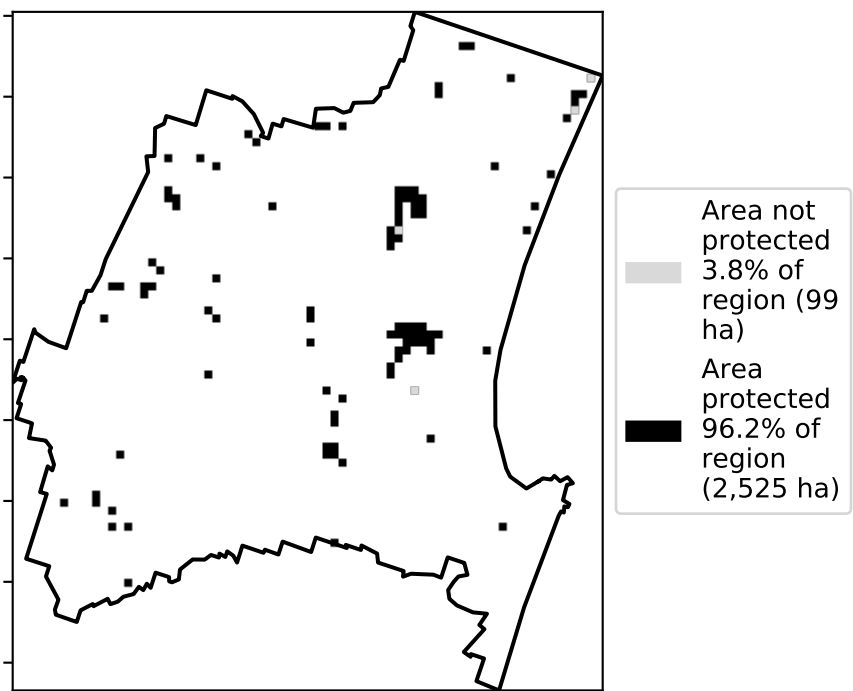 Area not
protected
3.8% of
region (99
ha)
Area
protected
96.2% of
region
(2,525 ha)